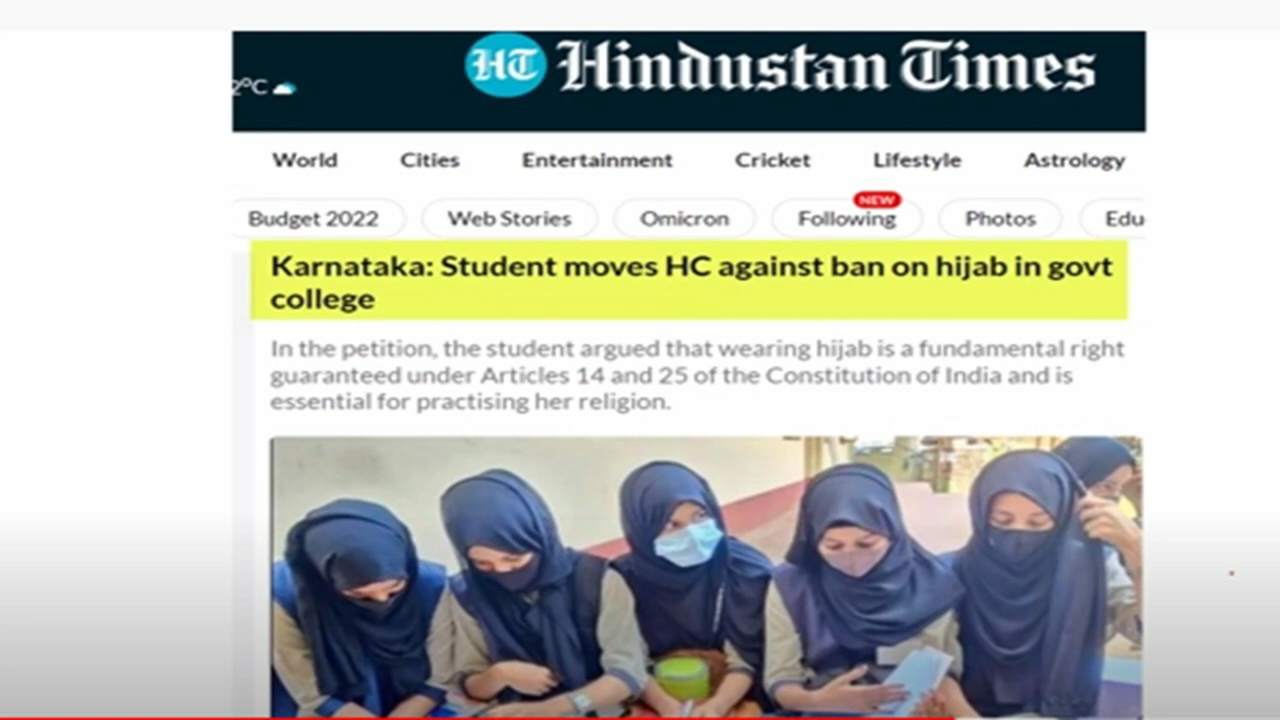 HT Hindustan Times
2°C
World Cities Entertainment Cricket Lifestyle Astrology
NEW
Budget 2022 Web Stories Omicron Following Photos Edu
Karnataka: Student moves HC against ban on hijab in govt
college
In the petition, the student argued that wearing hijab is a fundamental right
guaranteed under Articles 14 and 25 of the Constitution of India and is
essential for practising her religion.